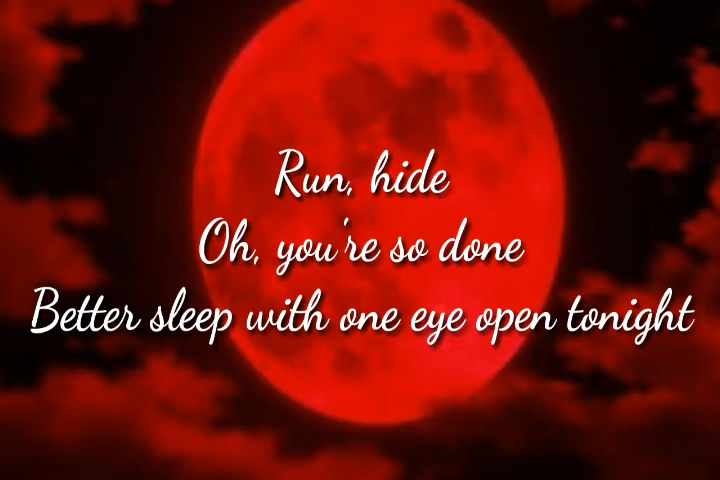 Run, hide
Oh, you're so done
Better sleep with one eye open tonight